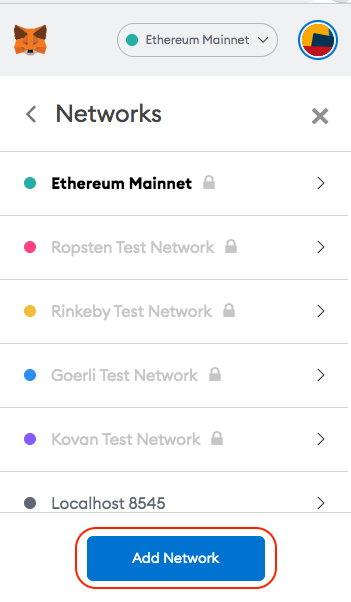 Ethereum Mainnet
Networks
Ethereum Mainnet
Ropsten Test Network
Rinkeby Test Network
Goerli Test Network
Kovan Test Network
Localhost 8545
Add Network